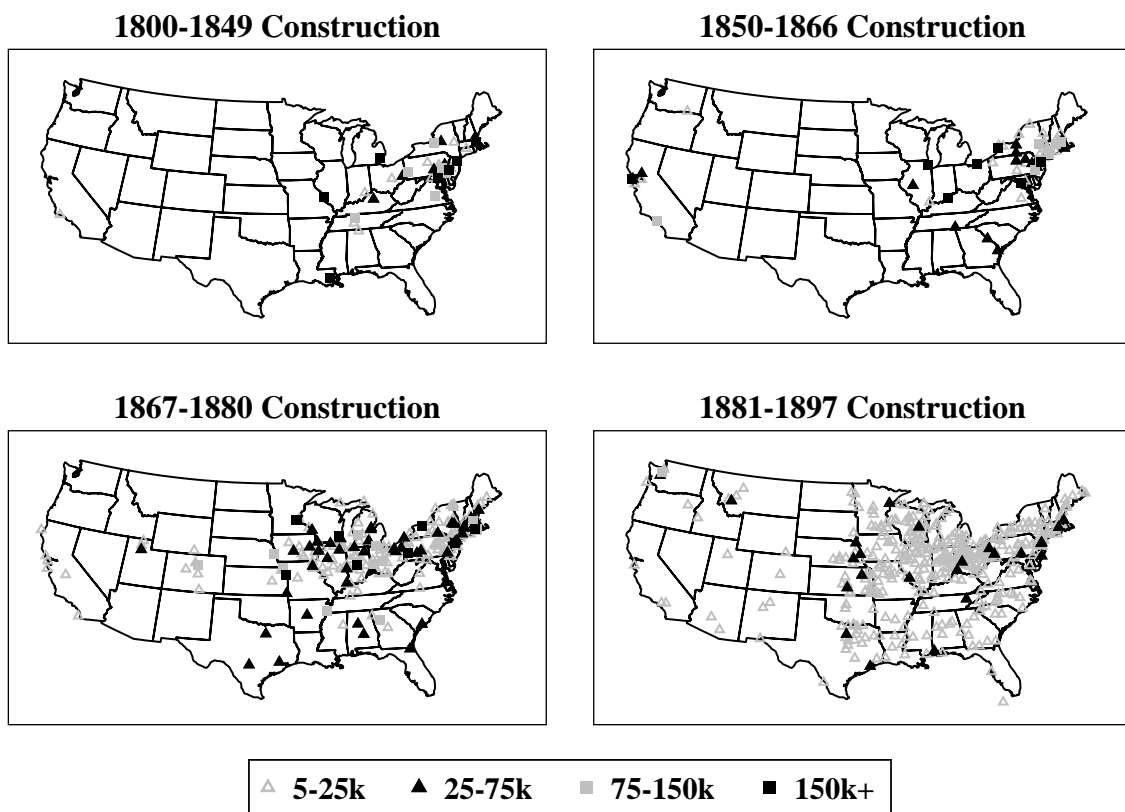 1800-1849 Construction
1850-1866 Construction
1867-1880 Construction
1881-1897 Construction
5-25k 25-75k 75-150k 150k+